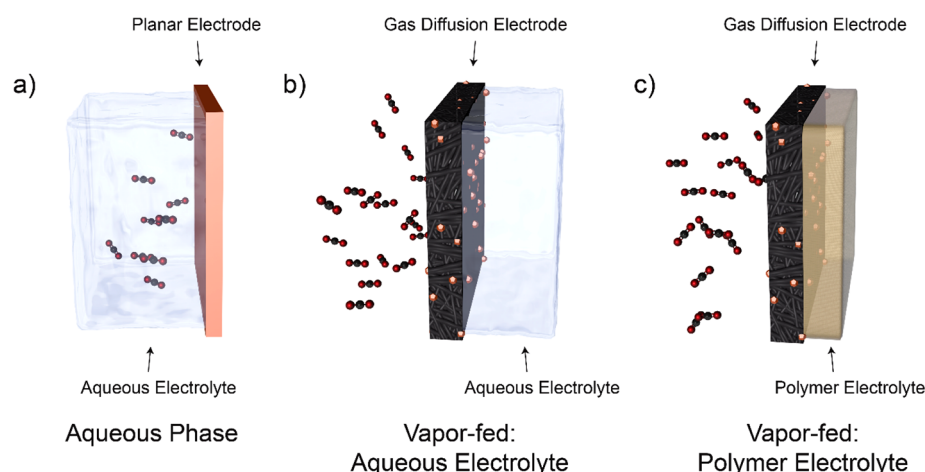 Planar Electrode
Gas Diffusion Electrode
Gas Diffusion Electrode
a)
b)
c)
Aqueous Electrolyte
Aqueous Electrolyte
Polymer Electrolyte
Aqueous Phase
Vapor-fed:
Aqueous Electrolyte
Vapor-fed:
Polymer Electrolyte